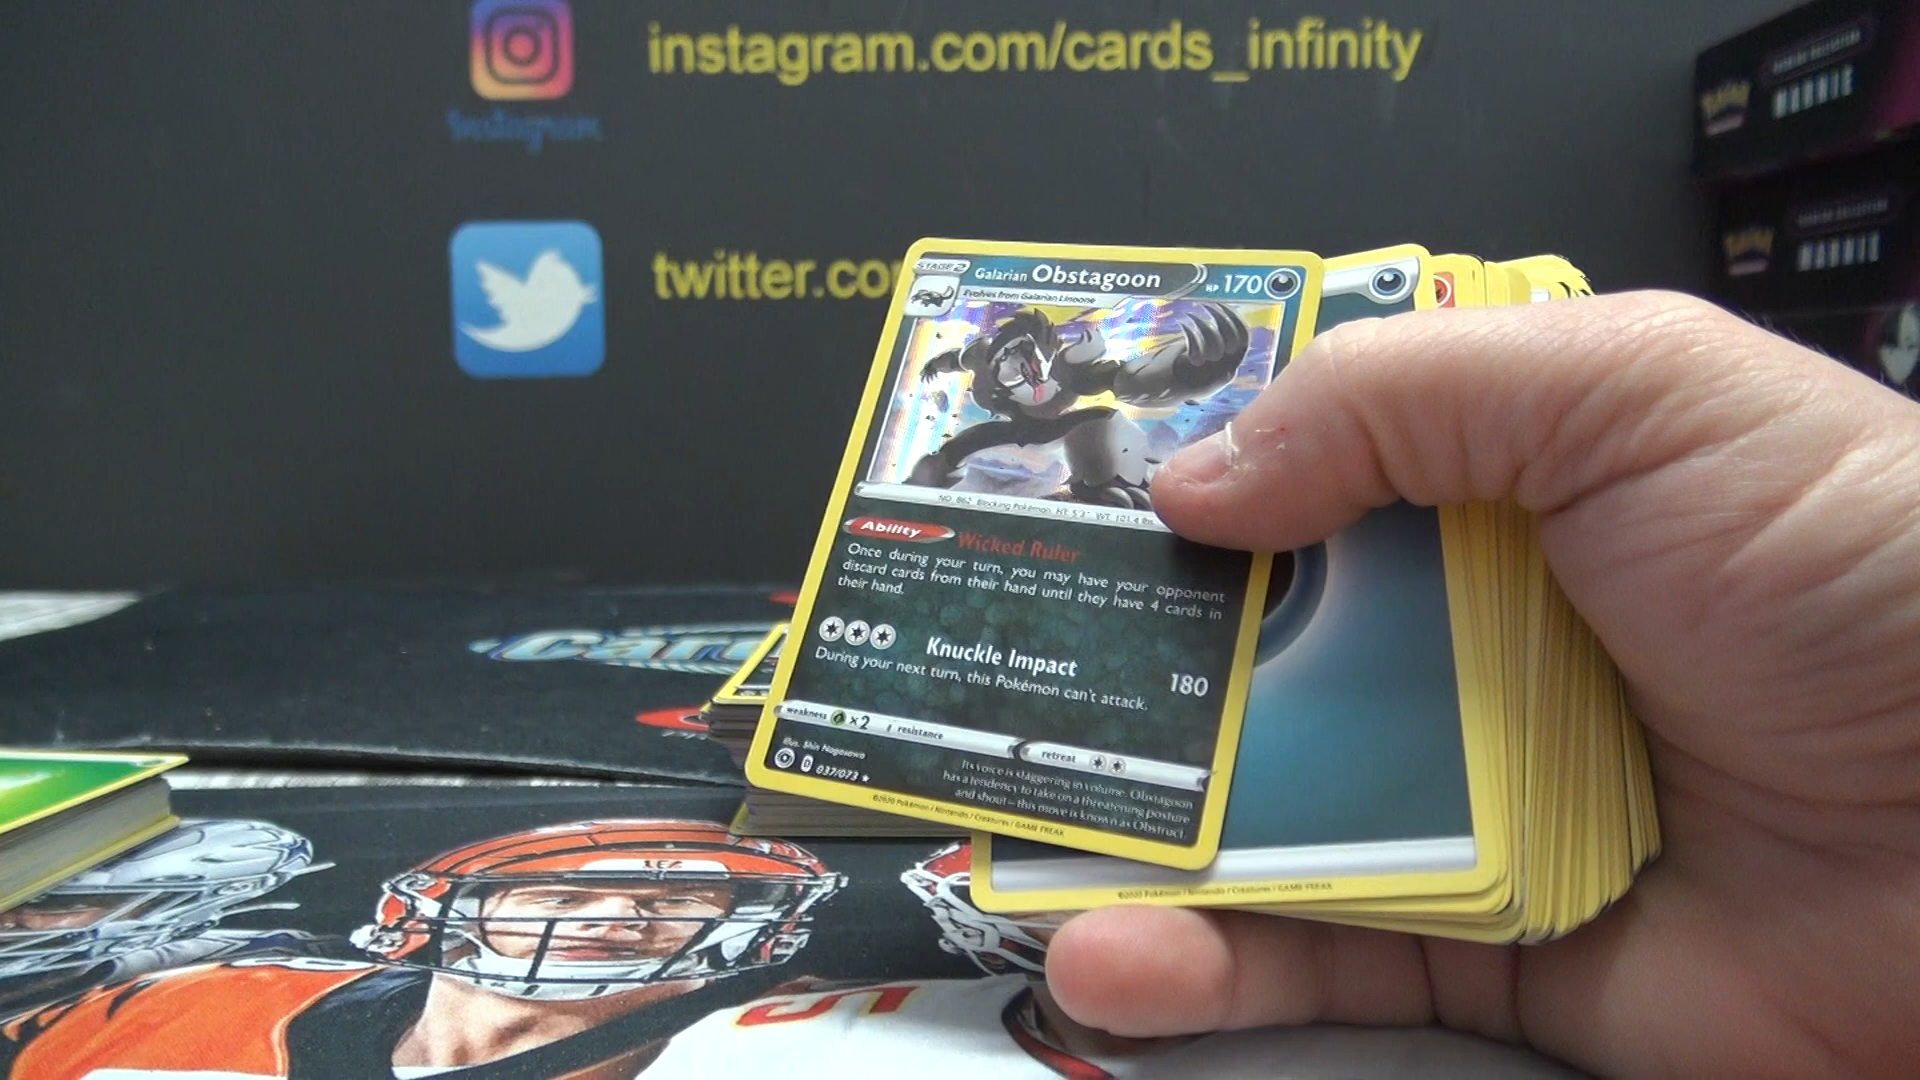 instagram.com/cards_infinity
Instagram
twitter.co
Pokémon
MARNIE
Pokémon
MARNIE
STAGE 2
Galarian Obstagoon
HP 170
Evolves from Galarian Linoone
NO. 862 Blocking Pokémon HT: 5'3" WT: 101.4 lbs.
Ability Wicked Ruler
Once during your turn, you may have your opponent
discard cards from their hand until they have 4 cards in
their hand.
Knuckle Impact 180
During your next turn, this Pokémon can't attack.
weakness ×2 resistance retreat
Illus. Shin Nagasawa
D 037/073 ★
Its voice is staggering in volume. Obstagoon
has a tendency to take on a threatening posture
and shout—this move is known as Obstruct.
©2020 Pokémon / Nintendo / Creatures / GAME FREAK
©2020 Pokémon / Nintendo / Creatures / GAME FREAK
Card